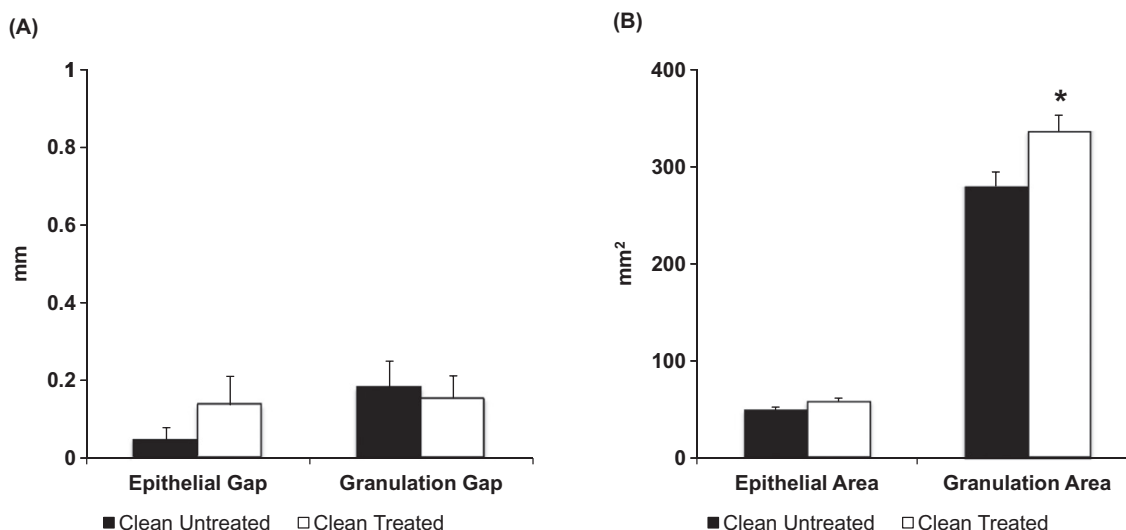 (A)
1
0.8
0.6
0.4
0.2
0
mm
Epithelial Gap Granulation Gap
■ Clean Untreated □ Clean Treated
(B)
400
300
200
100
0
mm²
*
Epithelial Area Granulation Area
■ Clean Untreated □ Clean Treated